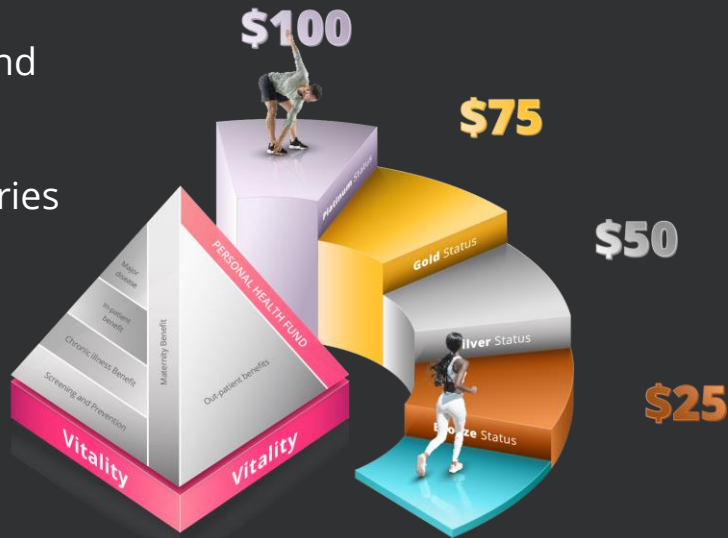 nd
ries
$100
$75
$50
$25
Platinum Status
Gold Status
ilver Status
Status
PERSONAL HEALTH FUND
Major
disease
In-patient
benefit
Chronic Illness Benefit
Screening and Prevention
Maternity Benefit
Out-patient benefits
Vitality
Vitality